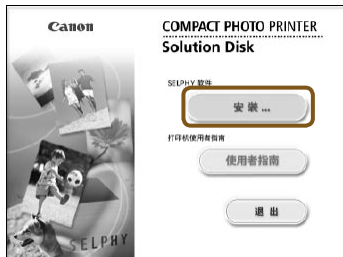 Canon
COMPACT PHOTO PRINTER
Solution Disk
SELPHY 软件
安装...
打印机使用者指南
使用者指南
退出
SELPHY